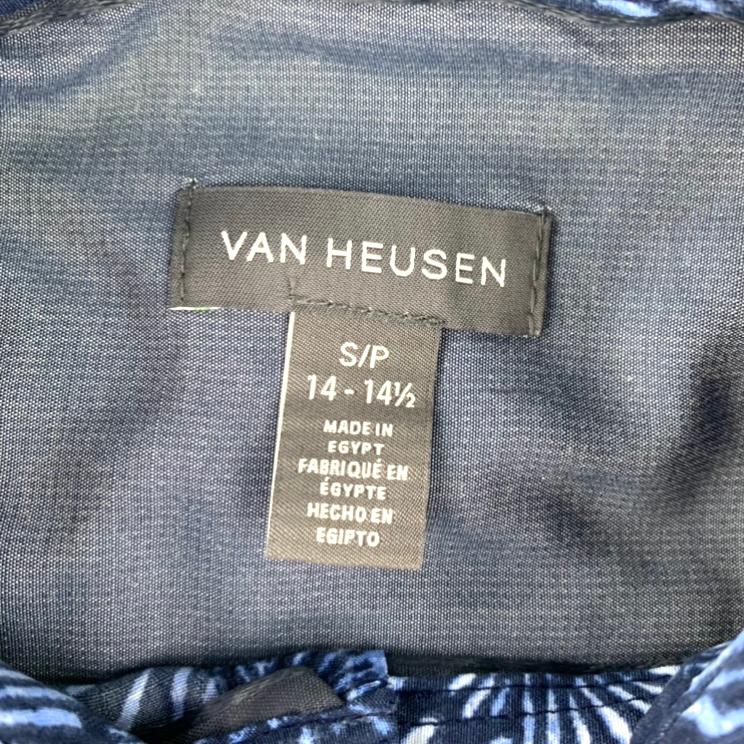 VAN HEUSEN
S/P
14 - 14½
MADE IN
EGYPT
FABRIQUÉ EN
ÉGYPTE
HECHO EN
EGIPTO